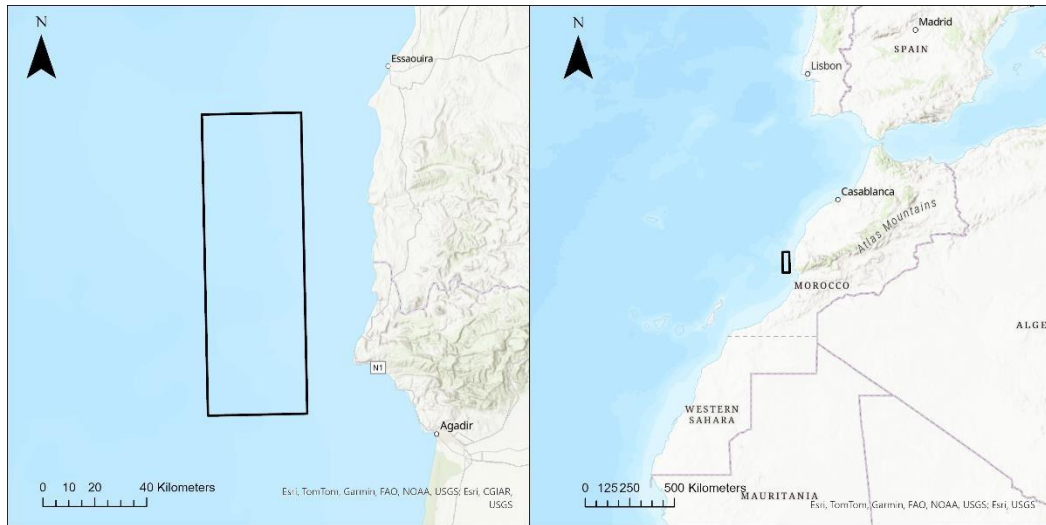 N
Essaouira
N1
Agadir
0 10 20 40 Kilometers
Esri, TomTom, Garmin, FAO, NOAA, USGS; Esri, CGIAR,
USGS
N
Madrid
SPAIN
Lisbon
Casablanca
Atlas Mountains
MOROCCO
ALGE
WESTERN
SAHARA
MAURITANIA
0 125 250 500 Kilometers
Esri, TomTom, Garmin, FAO, NOAA, USGS; Esri, USGS